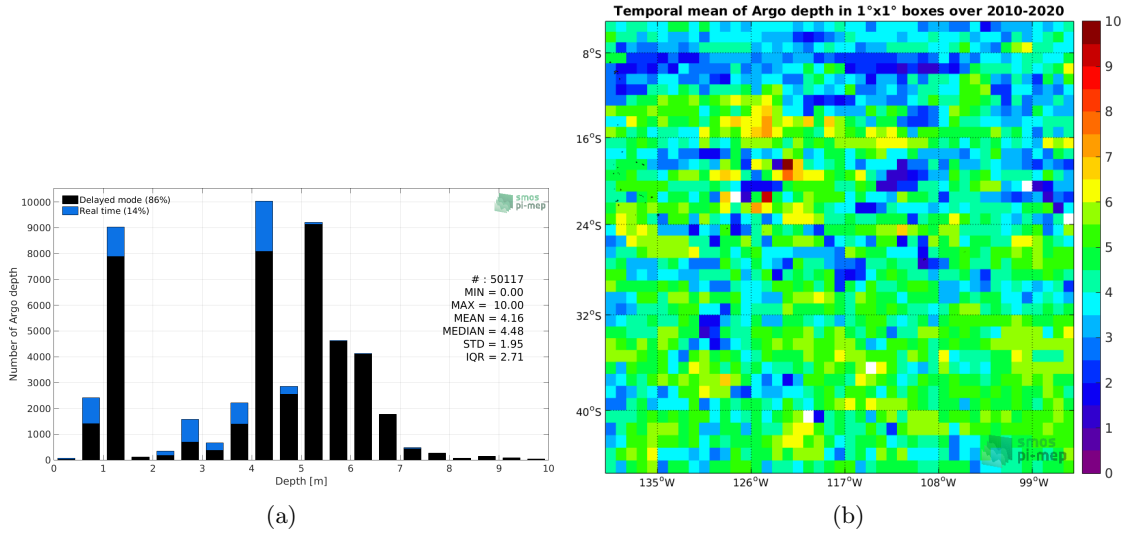 Delayed mode (86%)
Real time (14%)
smos
pi-mep
# : 50117
MIN = 0.00
MAX = 10.00
MEAN = 4.16
MEDIAN = 4.48
STD = 1.95
IQR = 2.71
Number of Argo depth
10000
9000
8000
7000
6000
5000
4000
3000
2000
1000
0
0 1 2 3 4 5 6 7 8 9 10
Depth [m]
(a)
Temporal mean of Argo depth in 1°x1° boxes over 2010-2020
8°S
16°S
24°S
32°S
40°S
135°W 126°W 117°W 108°W 99°W
smos
pi-mep
10
9
8
7
6
5
4
3
2
1
0
(b)